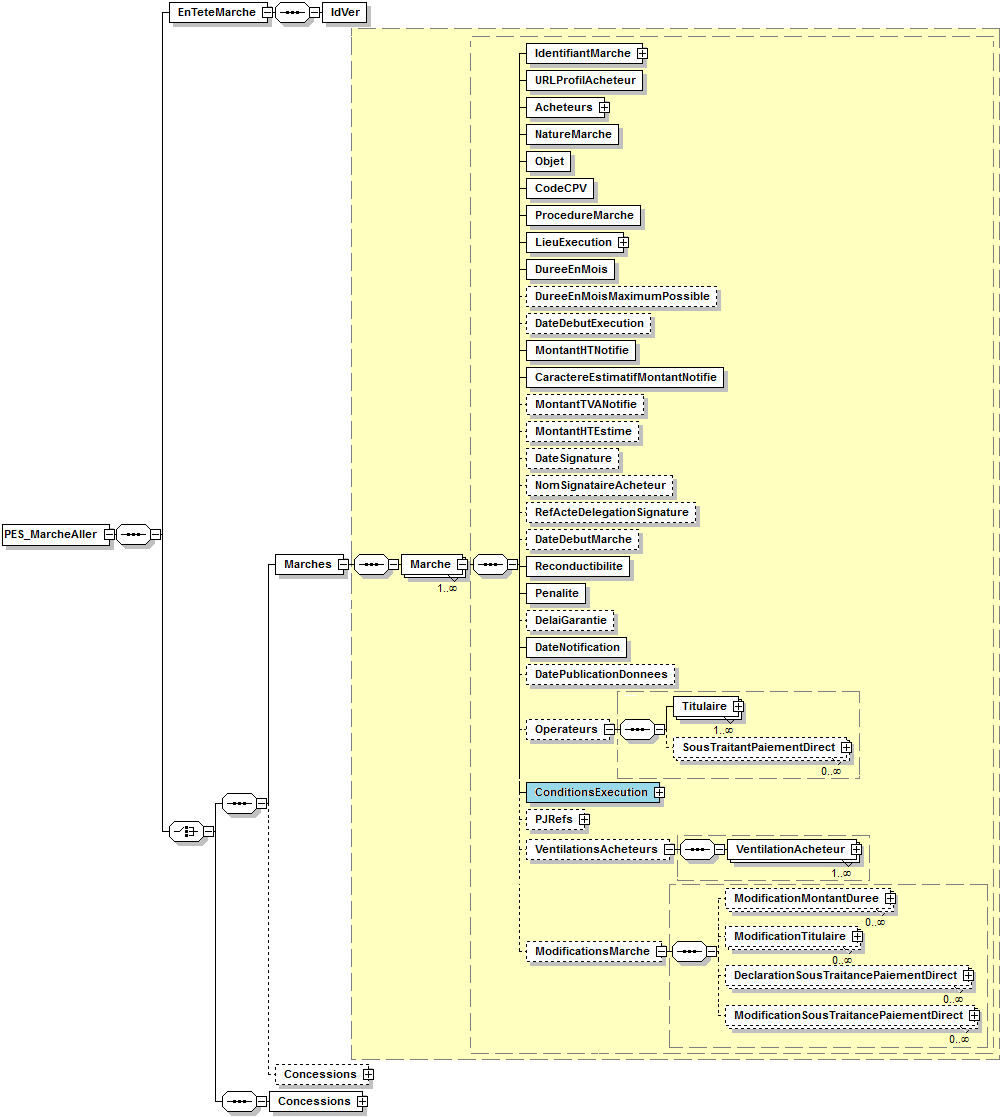 EnTeteMarche
IdVer
IdentifiantMarche
URLProfilAcheteur
Acheteurs
NatureMarche
Objet
CodeCPV
ProcedureMarche
LieuExecution
DureeEnMois
DureeEnMoisMaximumPossible
DateDebutExecution
MontantHTNotifie
CaractereEstimatifMontantNotifie
MontantTVANotifie
MontantHTEstime
DateSignature
NomSignataireAcheteur
RefActeDelegationSignature
PES_MarcheAller
DateDebutMarche
Marches
Marche
1..∞
Reconductibilite
Penalite
DelaiGarantie
DateNotification
DatePublicationDonnees
Operateurs
Titulaire
1..∞
SousTraitantPaiementDirect
0..∞
ConditionsExecution
PJRefs
VentilationsAcheteurs
VentilationAcheteur
1..∞
ModificationsMarche
ModificationMontantDuree
0..∞
ModificationTitulaire
0..∞
DeclarationSousTraitancePaiementDirect
0..∞
ModificationSousTraitancePaiementDirect
0..∞
Concessions
Concessions